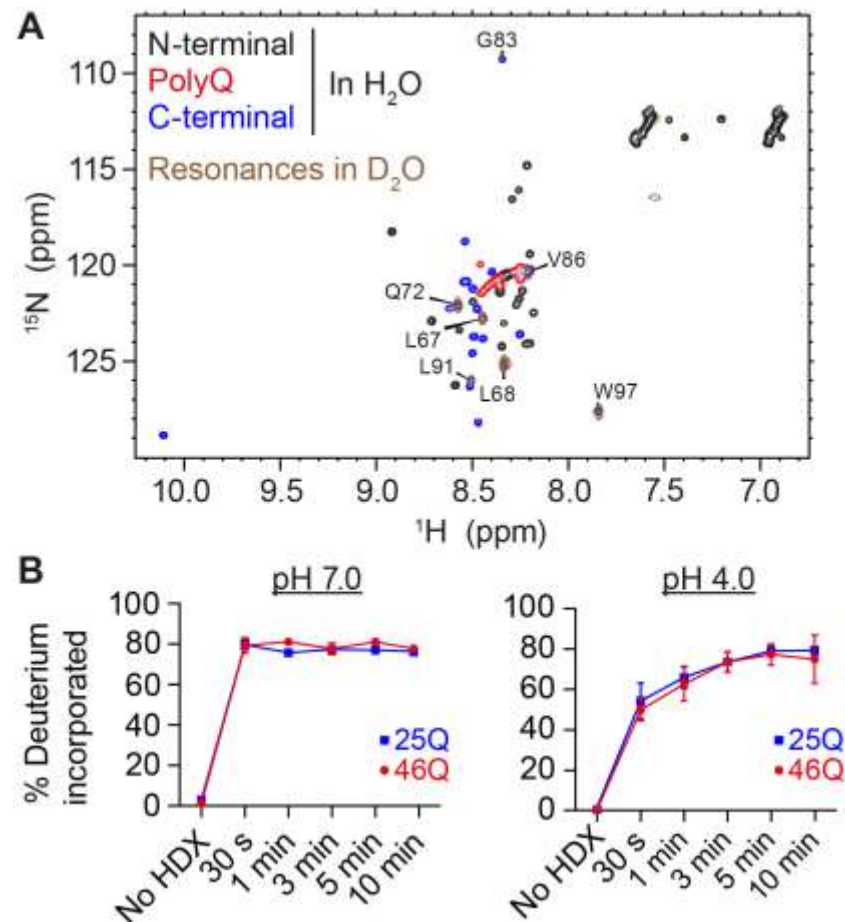 A
N-terminal
PolyQ
C-terminal
In H₂O
Resonances in D₂O
G83
V86
Q72
L67
L91
L68
W97
110
115
120
125
¹⁵N (ppm)
10.0 9.5 9.0 8.5 8.0 7.5 7.0
¹H (ppm)
B
pH 7.0
100
80
60
40
20
0
% Deuterium
incorporated
25Q
46Q
No HDX
30 s
1 min
3 min
5 min
10 min
pH 4.0
100
80
60
40
20
0
25Q
46Q
No HDX
30 s
1 min
3 min
5 min
10 min